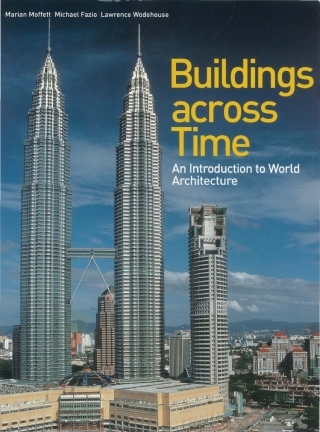 Marian Moffett Michael Fazio Lawrence Wodehouse
Buildings
across
Time
An Introduction to World
Architecture